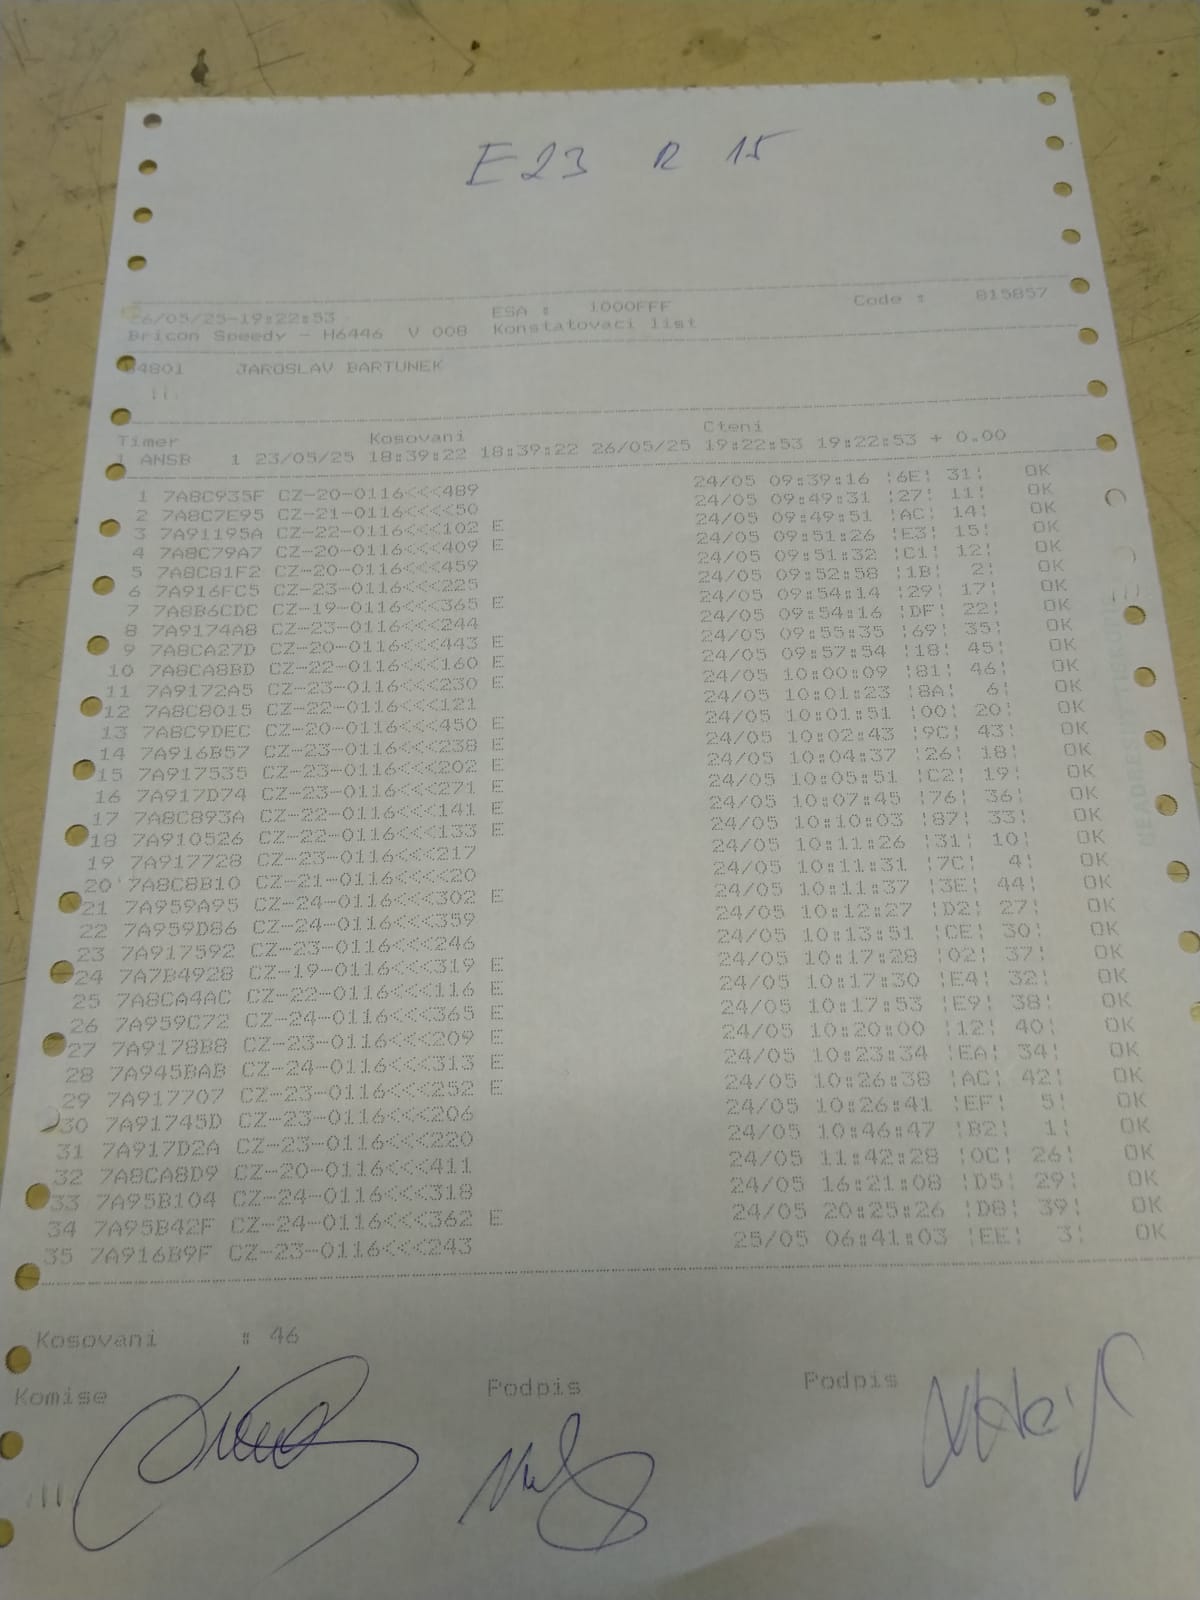 E23 R 15
26/05/25-19:22:53 ESA : 1000FFF Code : 815857
Bricon Speedy - H6446 V 008 Konstatovaci list
04801 JAROSLAV BARTUNEK
Timer Kosovani Cteni
1 ANSB 1 23/05/25 18:39:22 18:39:22 26/05/25 19:22:53 19:22:53 + 0.00
1 7A8C935F CZ-20-0116<<<489 24/05 09:39:16 ¦6E¦ 31¦ OK
2 7A8C7E95 CZ-21-0116<<<<50 24/05 09:49:31 ¦27¦ 11¦ OK
3 7A91195A CZ-22-0116<<<102 E 24/05 09:49:51 ¦AC¦ 14¦ OK
4 7A8C79A7 CZ-20-0116<<<409 E 24/05 09:51:26 ¦E3¦ 15¦ OK
5 7A8C81F2 CZ-20-0116<<<459 24/05 09:51:32 ¦C1¦ 12¦ OK
6 7A916FC5 CZ-23-0116<<<225 24/05 09:52:58 ¦1B¦ 2¦ OK
7 7A8B6CDC CZ-19-0116<<<365 E 24/05 09:54:14 ¦29¦ 17¦ OK
8 7A9174A8 CZ-23-0116<<<244 24/05 09:54:16 ¦DF¦ 22¦ OK
9 7A8CA27D CZ-20-0116<<<443 E 24/05 09:55:35 ¦69¦ 35¦ OK
10 7A8CA8BD CZ-22-0116<<<160 E 24/05 09:57:54 ¦18¦ 45¦ OK
11 7A9172A5 CZ-23-0116<<<230 E 24/05 10:00:09 ¦81¦ 46¦ OK
12 7A8C8015 CZ-22-0116<<<121 24/05 10:01:23 ¦8A¦ 6¦ OK
13 7A8C9DEC CZ-20-0116<<<450 E 24/05 10:01:51 ¦00¦ 20¦ OK
14 7A916B57 CZ-23-0116<<<238 E 24/05 10:02:43 ¦9C¦ 43¦ OK
15 7A917535 CZ-23-0116<<<202 E 24/05 10:04:37 ¦26¦ 18¦ OK
16 7A917D74 CZ-23-0116<<<271 E 24/05 10:05:51 ¦C2¦ 19¦ OK
17 7A8C893A CZ-22-0116<<<141 E 24/05 10:07:45 ¦76¦ 36¦ OK
18 7A910526 CZ-22-0116<<<133 E 24/05 10:10:03 ¦87¦ 33¦ OK
19 7A917728 CZ-23-0116<<<217 24/05 10:11:26 ¦31¦ 10¦ OK
20 7A8C8B10 CZ-21-0116<<<<20 24/05 10:11:31 ¦7C¦ 4¦ OK
21 7A959A95 CZ-24-0116<<<302 E 24/05 10:11:37 ¦3E¦ 44¦ OK
22 7A959D86 CZ-24-0116<<<359 24/05 10:12:27 ¦D2¦ 27¦ OK
23 7A917592 CZ-23-0116<<<246 24/05 10:13:51 ¦CE¦ 30¦ OK
24 7A7B4928 CZ-19-0116<<<319 E 24/05 10:17:28 ¦02¦ 37¦ OK
25 7A8CA4AC CZ-22-0116<<<116 E 24/05 10:17:30 ¦E4¦ 32¦ OK
26 7A959C72 CZ-24-0116<<<365 E 24/05 10:17:53 ¦E9¦ 38¦ OK
27 7A9178B8 CZ-23-0116<<<209 E 24/05 10:20:00 ¦12¦ 40¦ OK
28 7A945BAB CZ-24-0116<<<313 E 24/05 10:23:34 ¦EA¦ 34¦ OK
29 7A917707 CZ-23-0116<<<252 E 24/05 10:26:38 ¦AC¦ 42¦ OK
30 7A91745D CZ-23-0116<<<206 24/05 10:26:41 ¦EF¦ 5¦ OK
31 7A917D2A CZ-23-0116<<<220 24/05 10:46:47 ¦B2¦ 1¦ OK
32 7A8CA8D9 CZ-20-0116<<<411 24/05 11:42:28 ¦0C¦ 26¦ OK
33 7A95B104 CZ-24-0116<<<318 24/05 16:21:08 ¦D5¦ 29¦ OK
34 7A95B42F CZ-24-0116<<<362 E 24/05 20:25:26 ¦D8¦ 39¦ OK
35 7A916B9F CZ-23-0116<<<243 25/05 06:41:03 ¦EE¦ 3¦ OK
Kosovani : 46
Komise Podpis Podpis